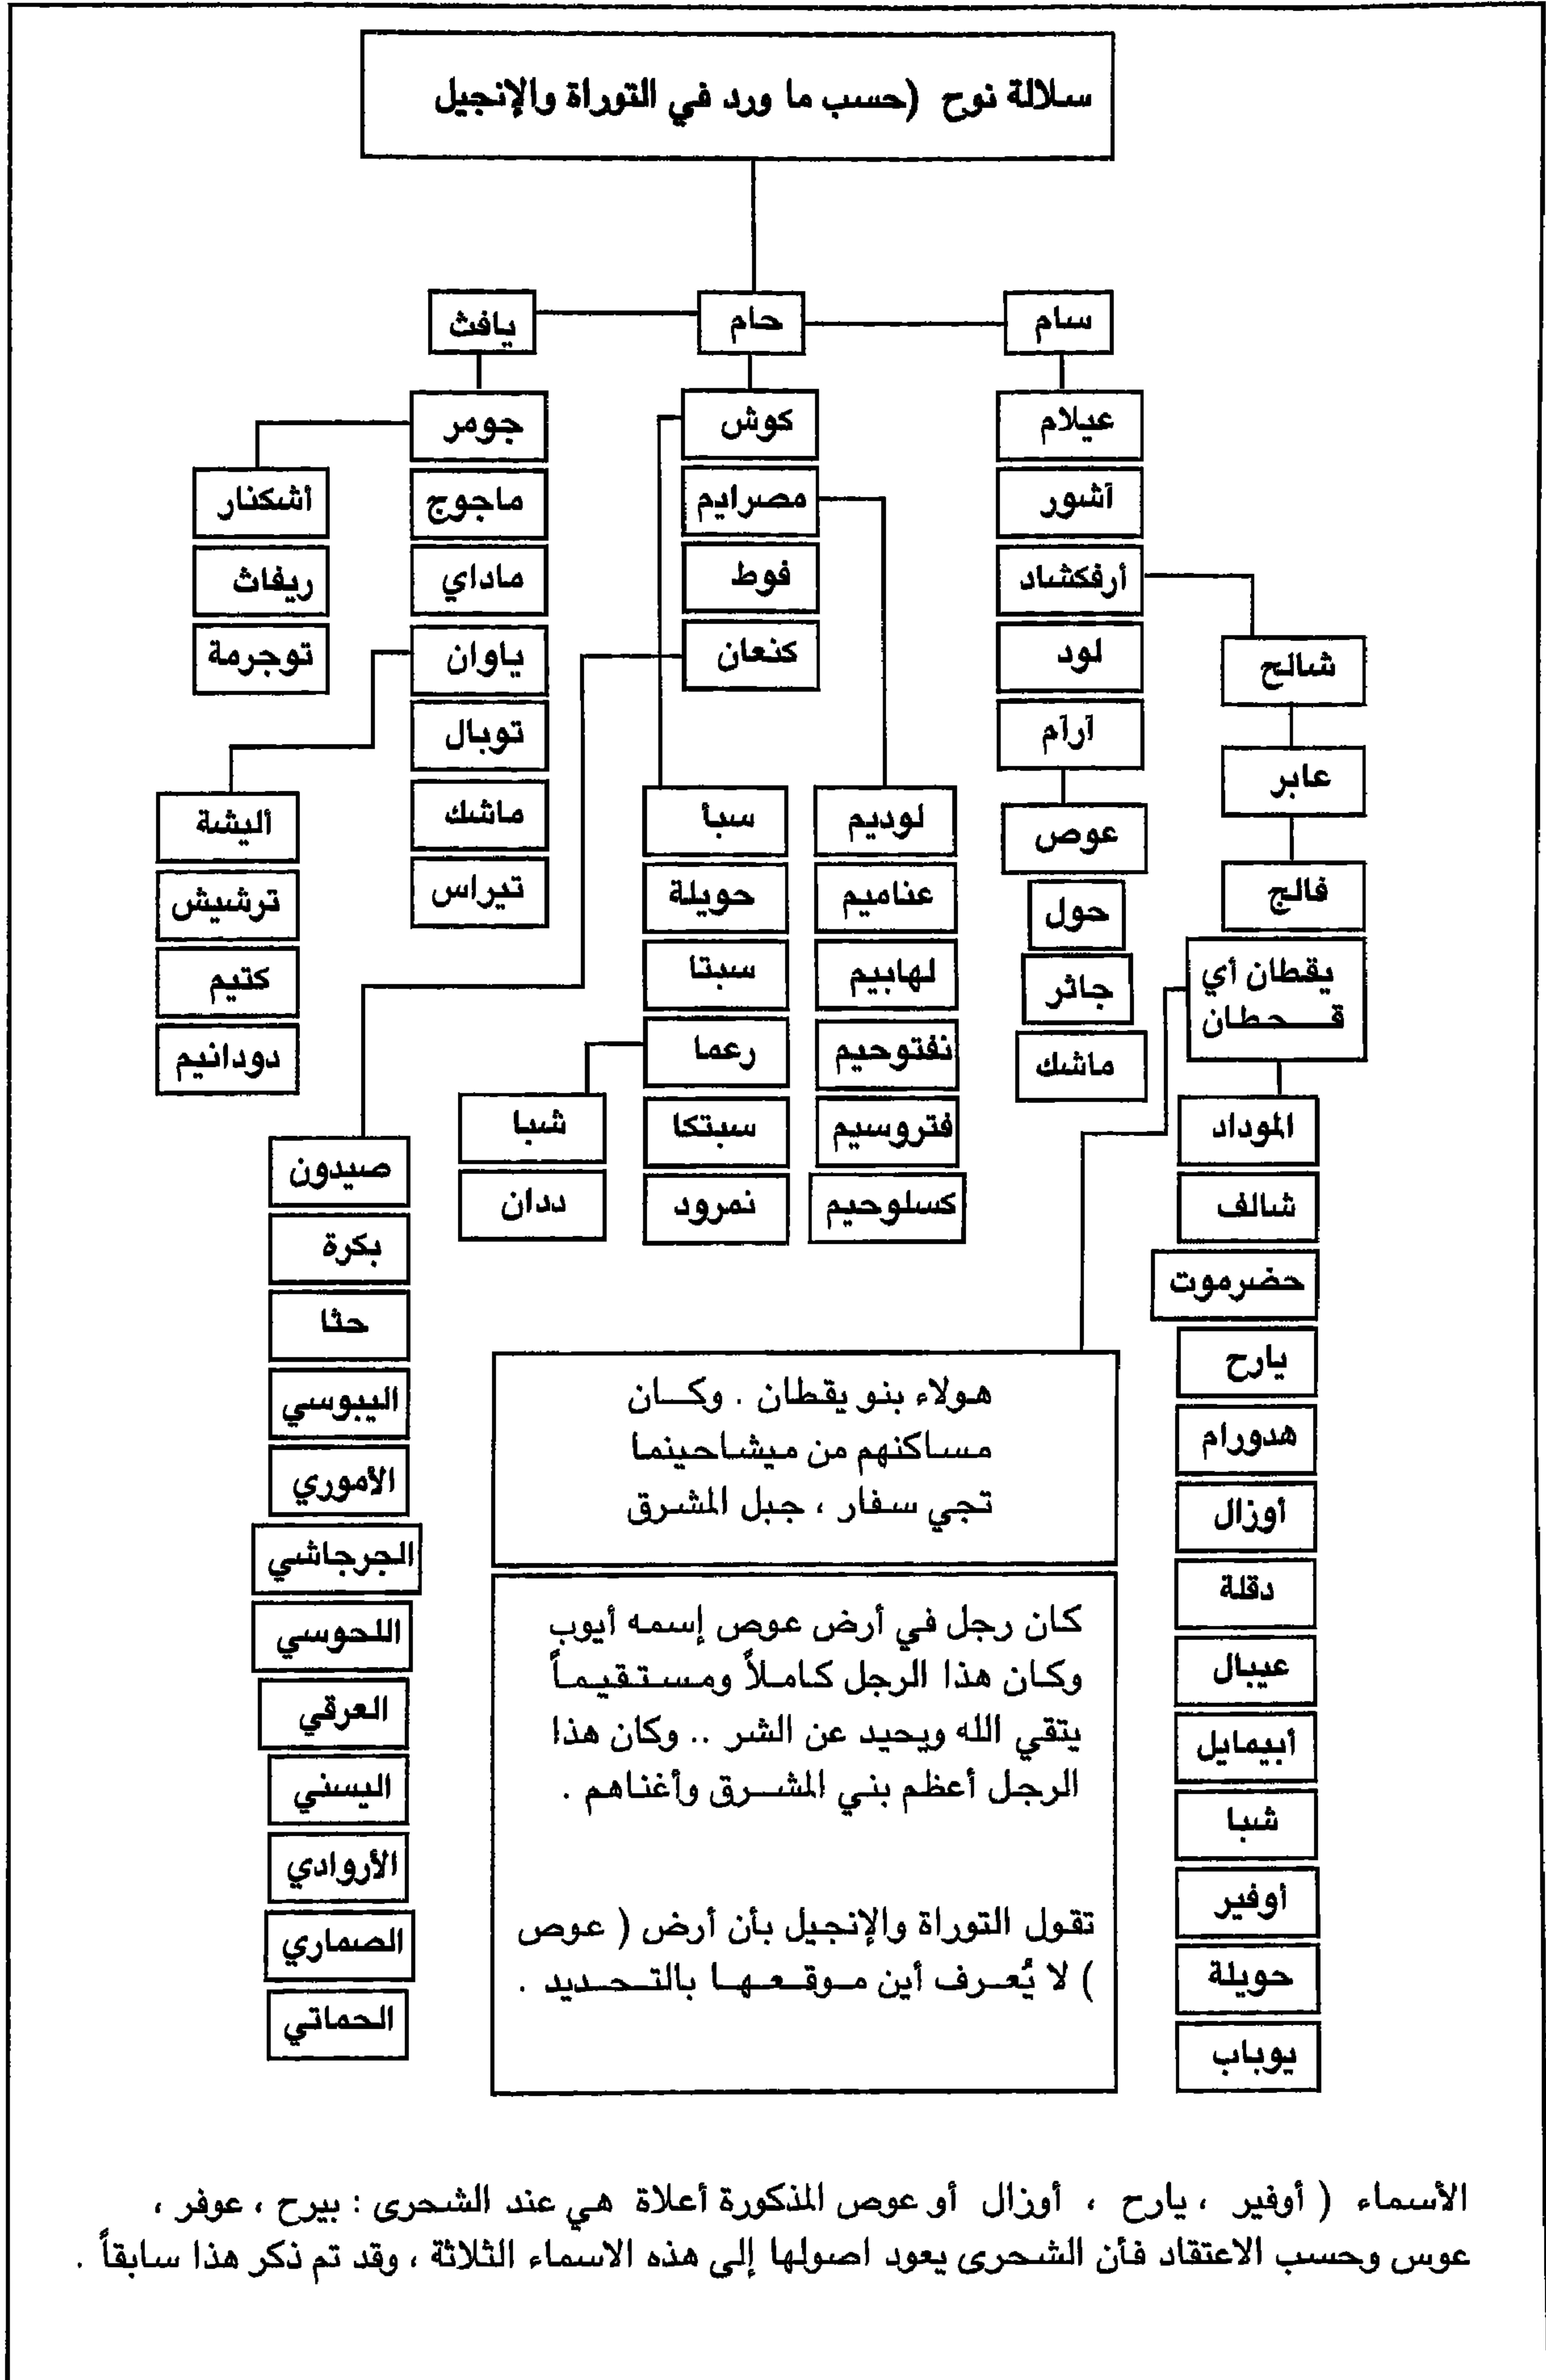 سلالة نوح (حسب ما ورد في التوراة والإنجيل
سام
حام
يافث
عيلام
آشور
أرفكشاد
لود
آرآم
عوص
حول
جاثر
ماشك
شالح
عابر
فالج
يقطان أي
قـحطان
الموداد
شالف
حضرموت
يارح
هدورام
أوزال
دقلة
عيبال
أبيمايل
شبا
أوفير
حويلة
يوباب
كوش
مصرايم
فوط
كنعان
لوديم
عناميم
لهابيم
نفتوحيم
فتروسيم
كسلوحيم
سبأ
حويلة
سبتا
رعما
سبتكا
نمرود
شبا
ددان
صيدون
بكرة
حثا
اليبوسي
الأموري
الجرجاشي
اللحوسي
العرقي
اليسني
الأروادي
الصماري
الحماتي
جومر
ماجوج
ماداي
ياوان
توبال
ماشك
تيراس
أشكنار
ريفاث
توجرمة
أليشة
ترشيش
كتيم
دودانيم
هولاء بنو يقطان . وكـان
مساكنهم من ميشاحينما
تجي سفار ، جبل المشرق
كان رجل في أرض عوص إسمه أيوب
وكان هذا الرجل كاملاً ومستقيماً
يتقي الله ويحيد عن الشر .. وكان هذا
الرجل أعظم بني المشرق وأغناهم .
تقول التوراة والإنجيل بأن أرض ( عوص
) لا يُعرف أين موقعها بالتحديد .
الأسماء ( أوفير ، يارح ، أوزال أو عوص المذكورة أعلاة هي عند الشحرى : بيرح ، عوفر ،
عوس وحسب الاعتقاد فأن الشحرى يعود اصولها إلى هذه الاسماء الثلاثة ، وقد تم ذكر هذا سابقاً .